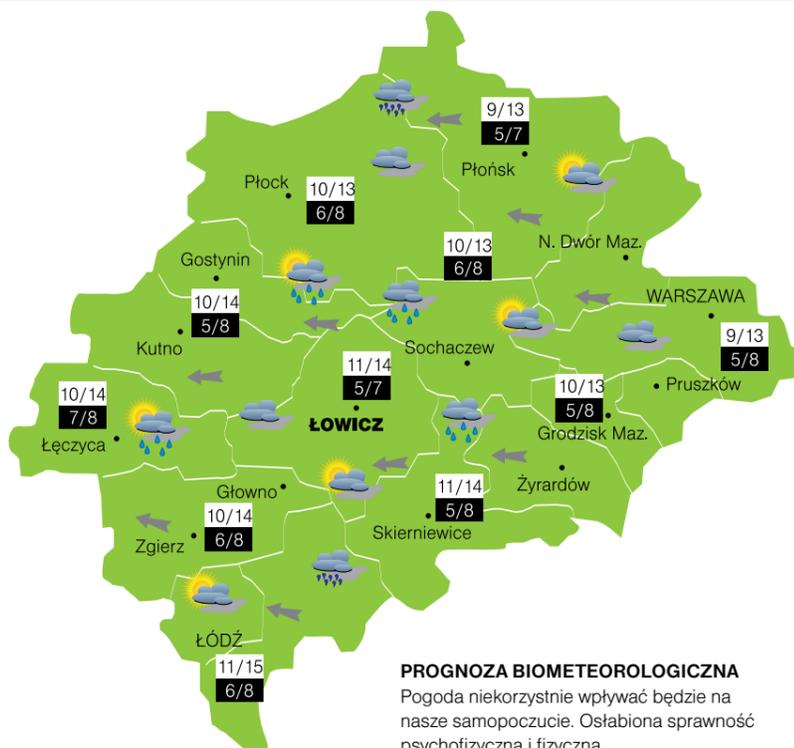 9/13
5/7
Płońsk
Płock
10/13
6/8
10/13
6/8
N. Dwór Maz.
Gostynin
10/14
5/8
Kutno
WARSZAWA
9/13
5/8
Sochaczew
11/14
5/7
ŁOWICZ
10/14
7/8
Łęczyca
10/13
5/8
Pruszków
Grodzisk Maz.
Głowno
Żyrardów
11/14
5/8
Skierniewice
10/14
6/8
Zgierz
ŁÓDŹ
11/15
6/8
PROGNOZA BIOMETEOROLOGICZNA
Pogoda niekorzystnie wpływać będzie na
nasze samopoczucie. Osłabiona sprawność
psychofizyczna i fizyczna